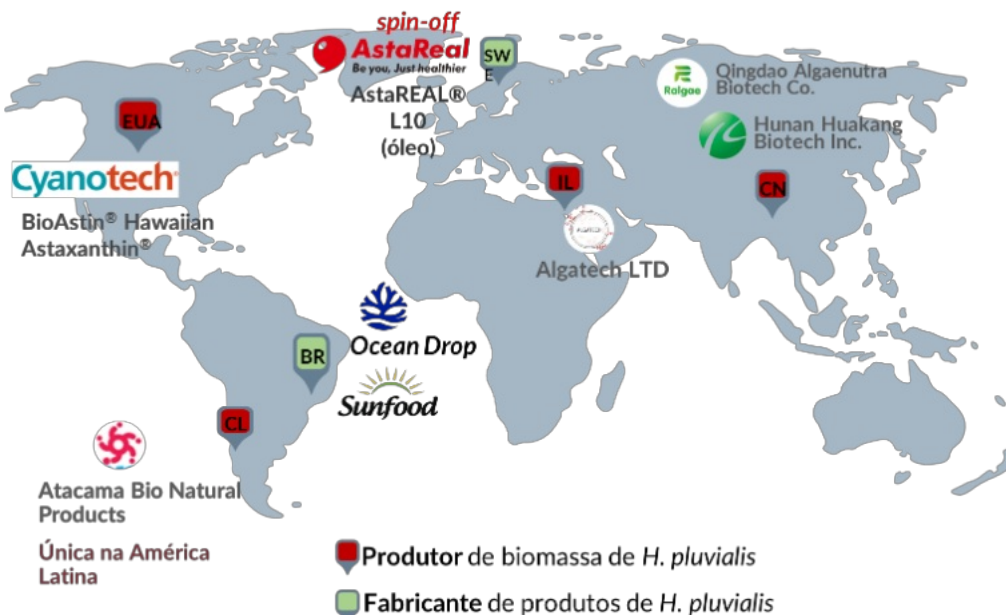 spin-off
AstaReal
Be you, Just healthier
AstaREAL®
L10
(óleo)
SW
E
Ralgae
Qingdao Algaenutra
Biotech Co.
Hunan Huakang
Biotech Inc.
EUA
Cyanotech
BioAstin® Hawaiian
Astaxanthin®
IL
CN
Algatech LTD
Ocean Drop
BR
Sunfood
CL
Atacama Bio Natural
Products
Única na América
Latina
Produtor de biomassa de H. pluvialis
Fabricante de produtos de H. pluvialis